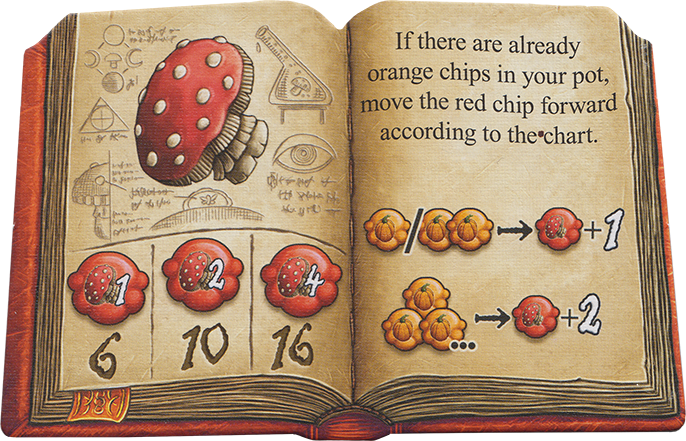 1 2 4
6 10 16
If there are already
orange chips in your pot,
move the red chip forward
according to the chart.
/ +1
... +2